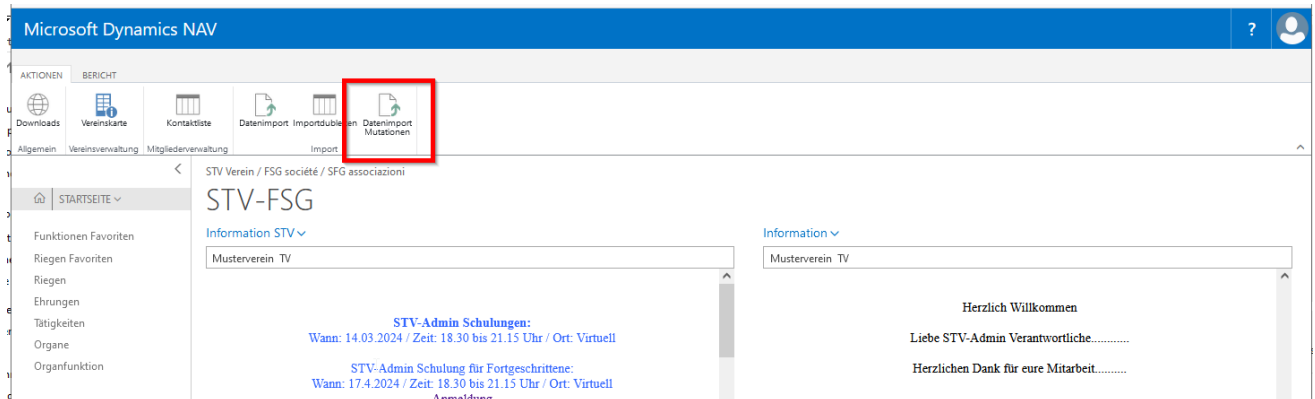 Microsoft Dynamics NAV
?
AKTIONEN BERICHT
Downloads Vereinskarte Kontaktliste Datenimport Importdubletten Datenimport Mutationen
Allgemein Vereinsverwaltung Mitgliederverwaltung Import
STV Verein / FSG société / SFG associazioni
STARTSEITE
STV-FSG
Information STV
Information
Musterverein TV
Musterverein TV
Funktionen Favoriten
Riegen Favoriten
Riegen
Ehrungen
Tätigkeiten
Organe
Organfunktion
STV-Admin Schulungen:
Wann: 14.03.2024 / Zeit: 18.30 bis 21.15 Uhr / Ort: Virtuell
STV-Admin Schulung für Fortgeschrittene:
Wann: 17.4.2024 / Zeit: 18.30 bis 21.15 Uhr / Ort: Virtuell
Anmeldung
Herzlich Willkommen
Liebe STV-Admin Verantwortliche............
Herzlichen Dank für eure Mitarbeit..........